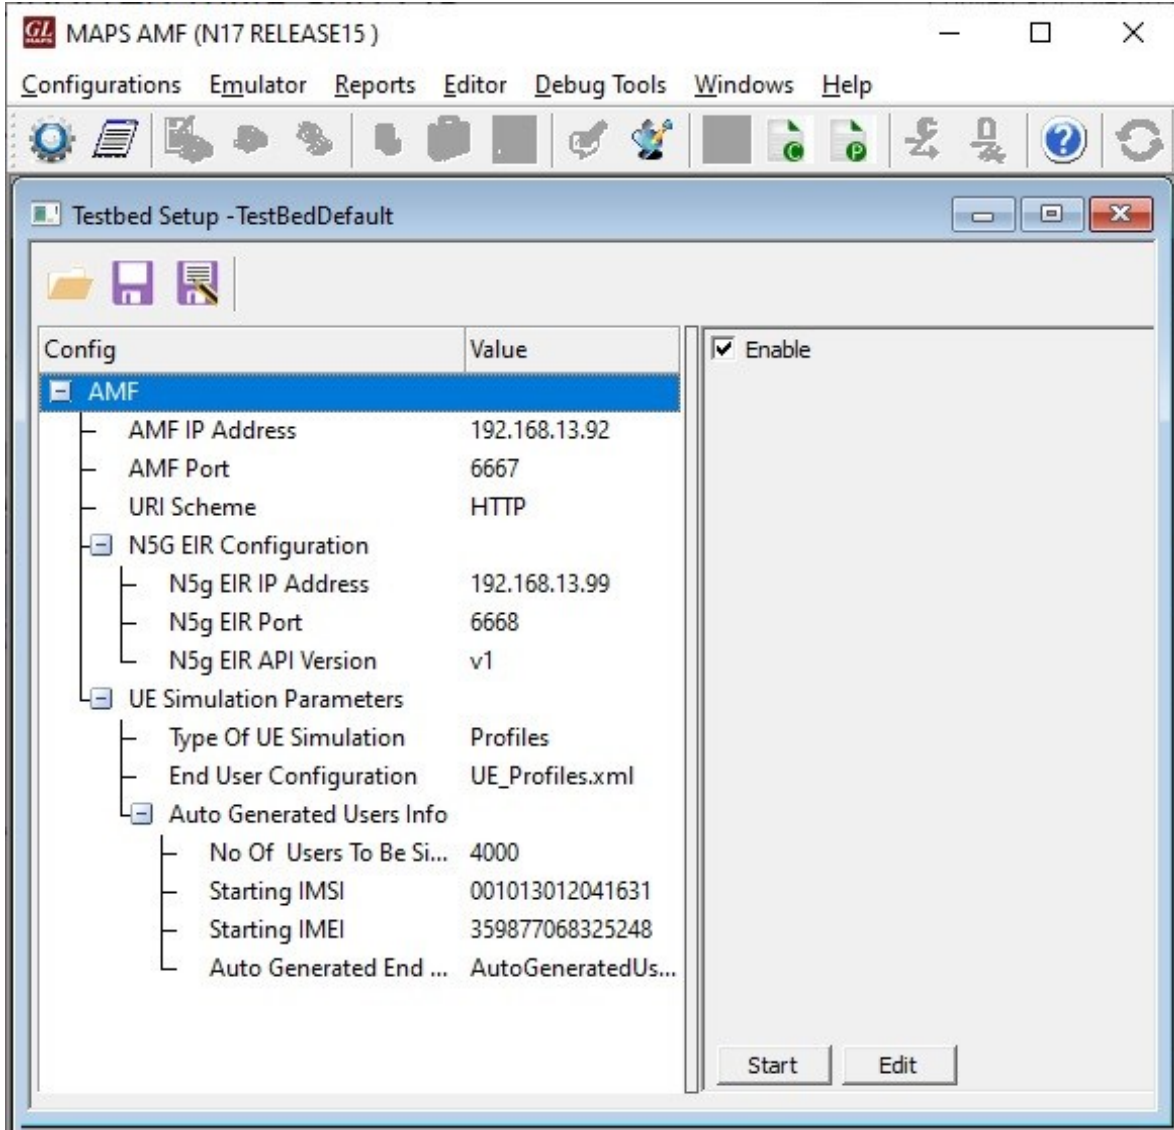 GL MAPS MAPS AMF (N17 RELEASE15 )
Configurations Emulator Reports Editor Debug Tools Windows Help
C P ?
Testbed Setup -TestBedDefault
Config Value Enable
AMF
AMF IP Address 192.168.13.92
AMF Port 6667
URI Scheme HTTP
N5G EIR Configuration
N5g EIR IP Address 192.168.13.99
N5g EIR Port 6668
N5g EIR API Version v1
UE Simulation Parameters
Type Of UE Simulation Profiles
End User Configuration UE_Profiles.xml
Auto Generated Users Info
No Of Users To Be Si... 4000
Starting IMSI 001013012041631
Starting IMEI 359877068325248
Auto Generated End ... AutoGeneratedUs...
Start Edit